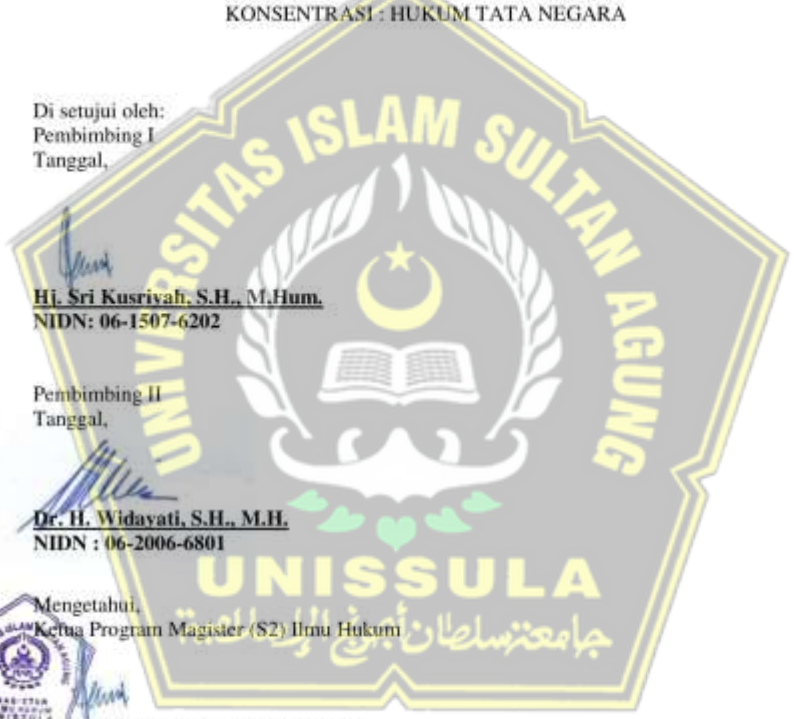 KONSENTRASI : HUKUM TATA NEGARA
Di setujui oleh:
Pembimbing I
Tanggal,
Hj. Sri Kusriyah, S.H., M.Hum.
NIDN: 06-1507-6202
Pembimbing II
Tanggal,
Dr. H. Widayati, S.H., M.H.
NIDN : 06-2006-6801
Mengetahui,
Ketua Program Magister (S2) Ilmu Hukum
UNIVERSITAS ISLAM SULTAN AGUNG
UNISSULA
جامعتسلطان أجونج الإسلامية